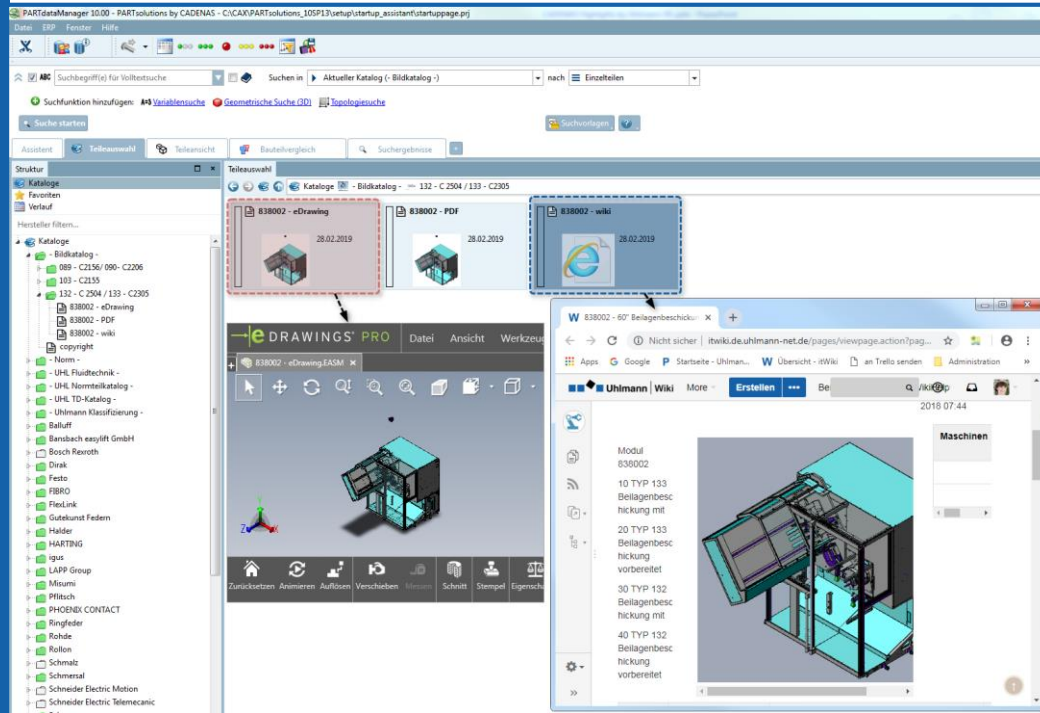 PARTdataManager 10.00 - PARTsolutions by CADENAS - C:\CAX\PARTsolutions_10SP13\setup\startup_assistant\startuppage.prj
Datei ERP Fenster Hilfe
ABC Suchbegriff(e) für Volltextsuche Suchen in Aktueller Katalog (- Bildkatalog -) nach Einzelteilen
Suchfunktion hinzufügen: Variablensuche Geometrische Suche (3D) Topologiesuche
Suche starten Suchvorlagen
Assistent Teileauswahl Teileansicht Bauteilvergleich Suchergebnisse
Struktur
Kataloge
Favoriten
Verlauf
Hersteller filtern...
Kataloge
- Bildkatalog -
089 - C2156/ 090- C2206
103 - C2155
132 - C 2504 / 133 - C2305
838002 - eDrawing
838002 - PDF
838002 - wiki
copyright
- Norm -
- UHL Fluidtechnik -
- UHL Normteilkatalog -
- UHL TD-Katalog -
- Uhlmann Klassifizierung -
Balluff
Bansbach easylift GmbH
Bosch Rexroth
Dirak
Festo
FIBRO
FlexLink
Gutekunst Federn
Halder
HARTING
igus
LAPP Group
Misumi
Pflitsch
PHOENIX CONTACT
Ringfeder
Rohde
Rollon
Schmalz
Schmersal
Schneider Electric Motion
Schneider Electric Telemecanic
Teileauswahl
Kataloge - Bildkatalog - 132 - C 2504 / 133 - C2305
838002 - eDrawing
28.02.2019
838002 - PDF
28.02.2019
838002 - wiki
28.02.2019
eDRAWINGS® PRO Datei Ansicht Werkzeug
838002 - eDrawing.EASM
Zurücksetzen Animieren Auflösen Verschieben Messen Schnitt Stempel Eigenscha
838002 - 60° Beilagenbeschicku
Nicht sicher | itwiki.de.uhlmann-net.de/pages/viewpage.action?pag...
Apps Google Startseite - Uhlman... Übersicht - itWiki an Trello senden Administration
Uhlmann | Wiki More Erstellen ••• Be
2018 07:44
Modul
838002
10 TYP 133
Beilagenbesc
hickung mit
20 TYP 133
Beilagenbesc
hickung
vorbereitet
30 TYP 132
Beilagenbesc
hickung mit
40 TYP 132
Beilagenbesc
hickung
vorbereitet
Maschinen